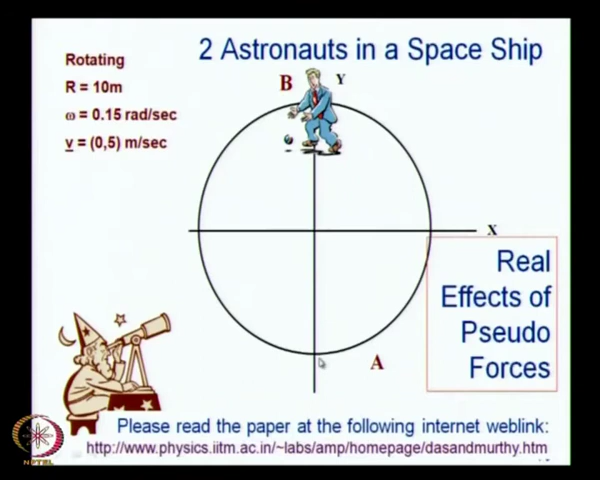 2 Astronauts in a Space Ship
Rotating
R = 10m
ω = 0.15 rad/sec
v = (0,5) m/sec
B
Y
X
Real
Effects of
Pseudo
Forces
A
Please read the paper at the following internet weblink:
http://www.physics.iitm.ac.in/~labs/amp/homepage/dasandmurthy.htm
NPTEL